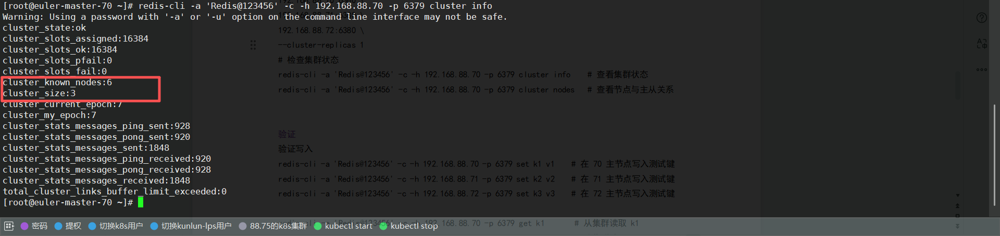 [root@euler-master-70 ~]# redis-cli -a 'Redis@123456' -c -h 192.168.88.70 -p 6379 cluster info
Warning: Using a password with '-a' or '-u' option on the command line interface may not be safe.
cluster_state:ok
cluster_slots_assigned:16384
cluster_slots_ok:16384
cluster_slots_pfail:0
cluster_slots_fail:0
cluster_known_nodes:6
cluster_size:3
cluster_current_epoch:7
cluster_my_epoch:7
cluster_stats_messages_ping_sent:928
cluster_stats_messages_pong_sent:920
cluster_stats_messages_sent:1848
cluster_stats_messages_ping_received:920
cluster_stats_messages_pong_received:928
cluster_stats_messages_received:1848
total_cluster_links_buffer_limit_exceeded:0
[root@euler-master-70 ~]#
192.168.88.72:6380 \
--cluster-replicas 1
# 检查集群状态
redis-cli -a 'Redis@123456' -c -h 192.168.88.70 -p 6379 cluster info # 查看集群状态
redis-cli -a 'Redis@123456' -c -h 192.168.88.70 -p 6379 cluster nodes # 查看节点与主从关系
验证
验证写入
redis-cli -a 'Redis@123456' -c -h 192.168.88.70 -p 6379 set k1 v1 # 在 70 主节点写入测试键
redis-cli -a 'Redis@123456' -c -h 192.168.88.71 -p 6379 set k2 v2 # 在 71 主节点写入测试键
redis-cli -a 'Redis@123456' -c -h 192.168.88.72 -p 6379 set k3 v3 # 在 72 主节点写入测试键
-p 6379 get k1 # 从集群读取 k1
密码 提权 切换k8s用户 切换kunlun-lps用户 88.75的k8s集群 kubectl start kubectl stop